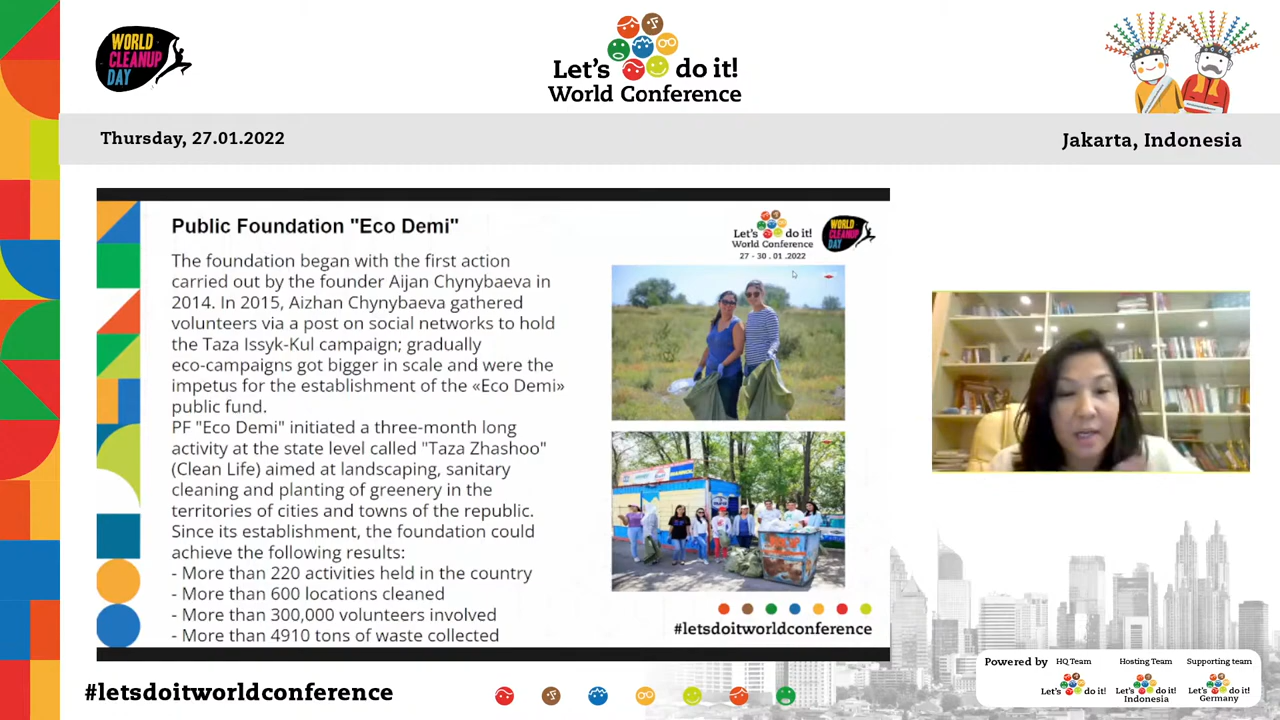 WORLD
CLEANUP
DAY
Let's do it!
World Conference
Thursday, 27.01.2022
Jakarta, Indonesia
Public Foundation "Eco Demi"
The foundation began with the first action
carried out by the founder Aijan Chynybaeva in
2014. In 2015, Aizhan Chynybaeva gathered
volunteers via a post on social networks to hold
the Taza Issyk-Kul campaign; gradually
eco-campaigns got bigger in scale and were the
impetus for the establishment of the «Eco Demi»
public fund.
PF "Eco Demi" initiated a three-month long
activity at the state level called "Taza Zhashoo"
(Clean Life) aimed at landscaping, sanitary
cleaning and planting of greenery in the
territories of cities and towns of the republic.
Since its establishment, the foundation could
achieve the following results:
- More than 220 activities held in the country
- More than 600 locations cleaned
- More than 300,000 volunteers involved
- More than 4910 tons of waste collected
Let's do it!
World Conference
27 - 30 . 01 .2022
WORLD
CLEANUP
DAY
#letsdoitworldconference
#letsdoitworldconference
Powered by
HQ Team
Let's do it!
Hosting Team
Let's do it!
Indonesia
Supporting team
Let's do it!
Germany